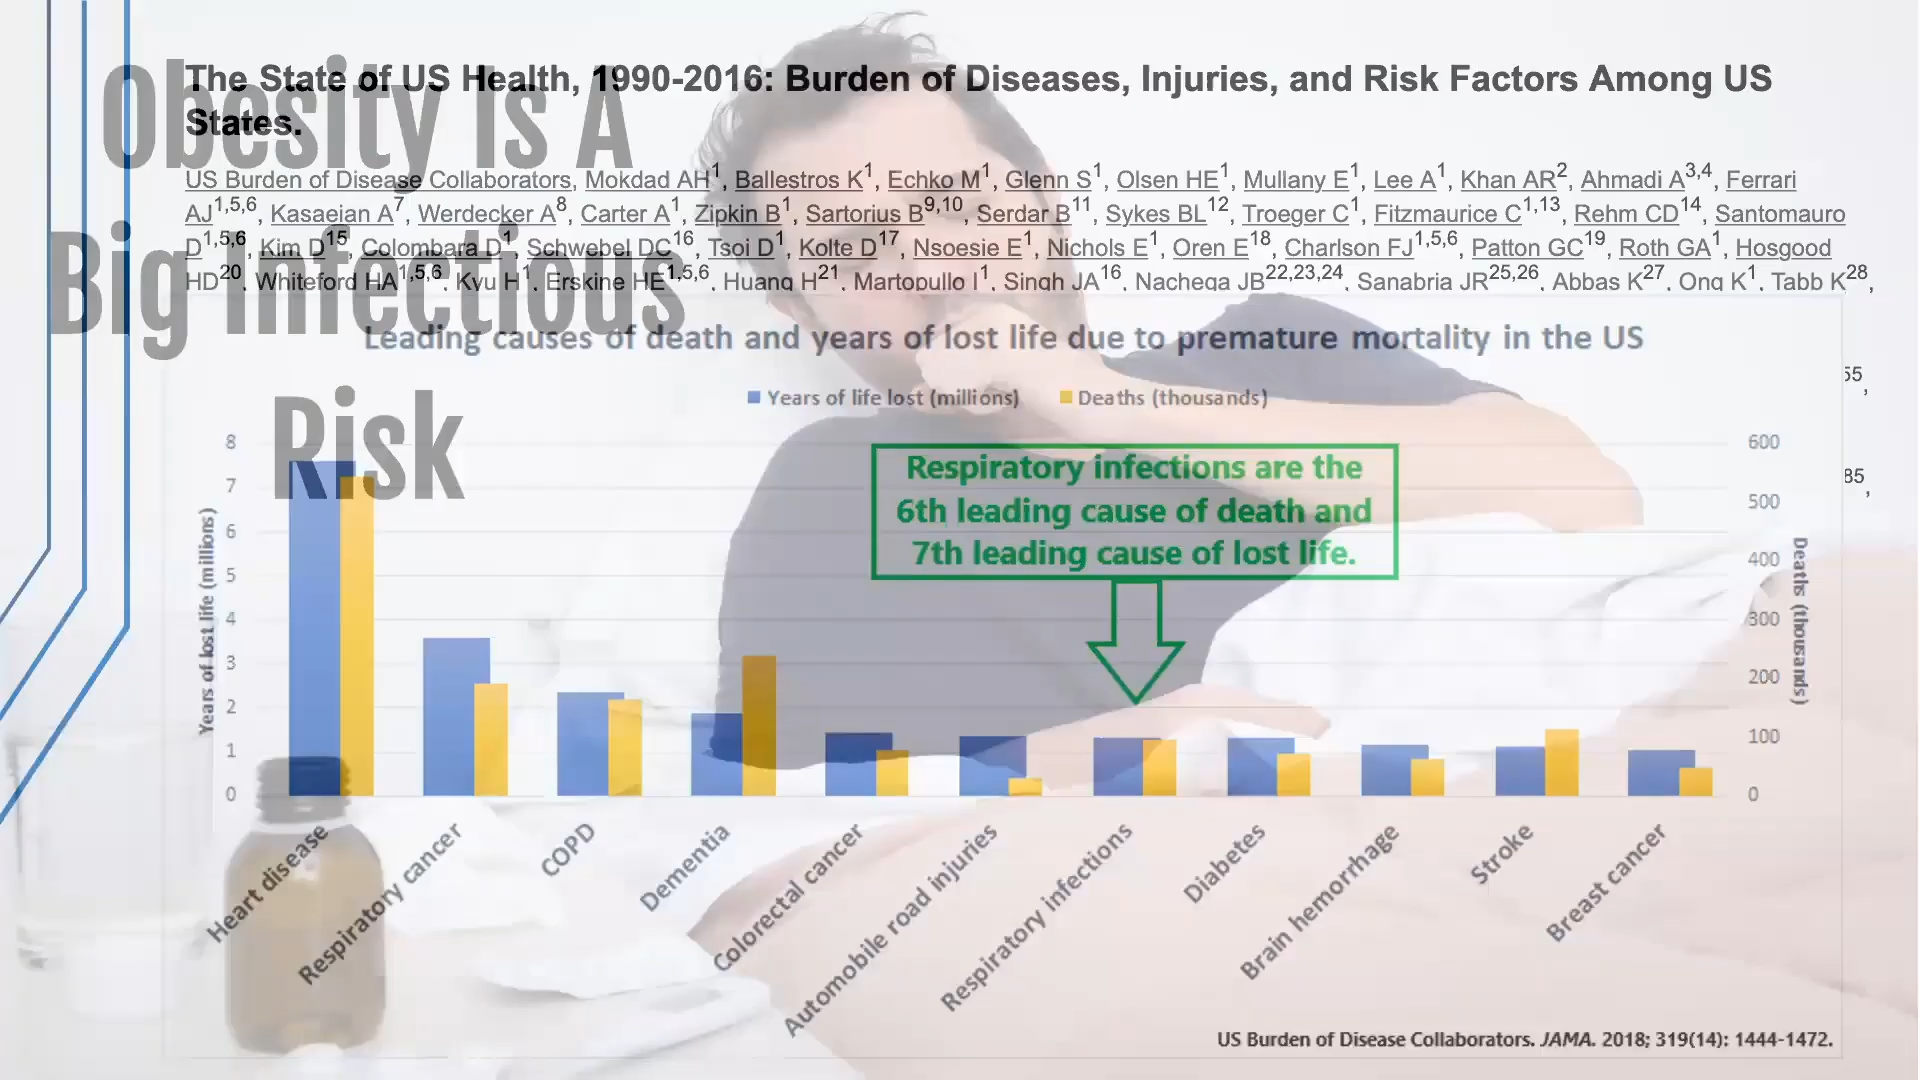 Obesity Is A
Big Infectious
Risk
The State of US Health, 1990-2016: Burden of Diseases, Injuries, and Risk Factors Among US
States.
US Burden of Disease Collaborators, Mokdad AH1, Ballestros K1, Echko M1, Glenn S1, Olsen HE1, Mullany E1, Lee A1, Khan AR2, Ahmadi A3,4, Ferrari
AJ1,5,6, Kasaeian A7, Werdecker A8, Carter A1, Zipkin B1, Sartorius B9,10, Serdar B11, Sykes BL12, Troeger C1, Fitzmaurice C1,13, Rehm CD14, Santomauro
D1,5,6, Kim D15, Colombara D1, Schwebel DC16, Tsoi D1, Kolte D17, Nsoesie E1, Nichols E1, Oren E18, Charlson FJ1,5,6, Patton GC19, Roth GA1, Hosgood
HD20, Whiteford HA1,5,6, Kyu H1, Erskine HE1,5,6, Huang H21, Martopullo I1, Singh JA16, Nachega JB22,23,24, Sanabria JR25,26, Abbas K27, Ong K1, Tabb K28,
55,
85,
Leading causes of death and years of lost life due to premature mortality in the US
Years of life lost (millions) Deaths (thousands)
Respiratory infections are the
6th leading cause of death and
7th leading cause of lost life.
Years of lost life (millions)
8
7
6
5
4
3
2
1
0
600
500
400
300
200
100
0
Deaths (thousands)
Heart disease
Respiratory cancer
COPD
Dementia
Colorectal cancer
Automobile road injuries
Respiratory infections
Diabetes
Brain hemorrhage
Stroke
Breast cancer
US Burden of Disease Collaborators. JAMA. 2018; 319(14): 1444-1472.